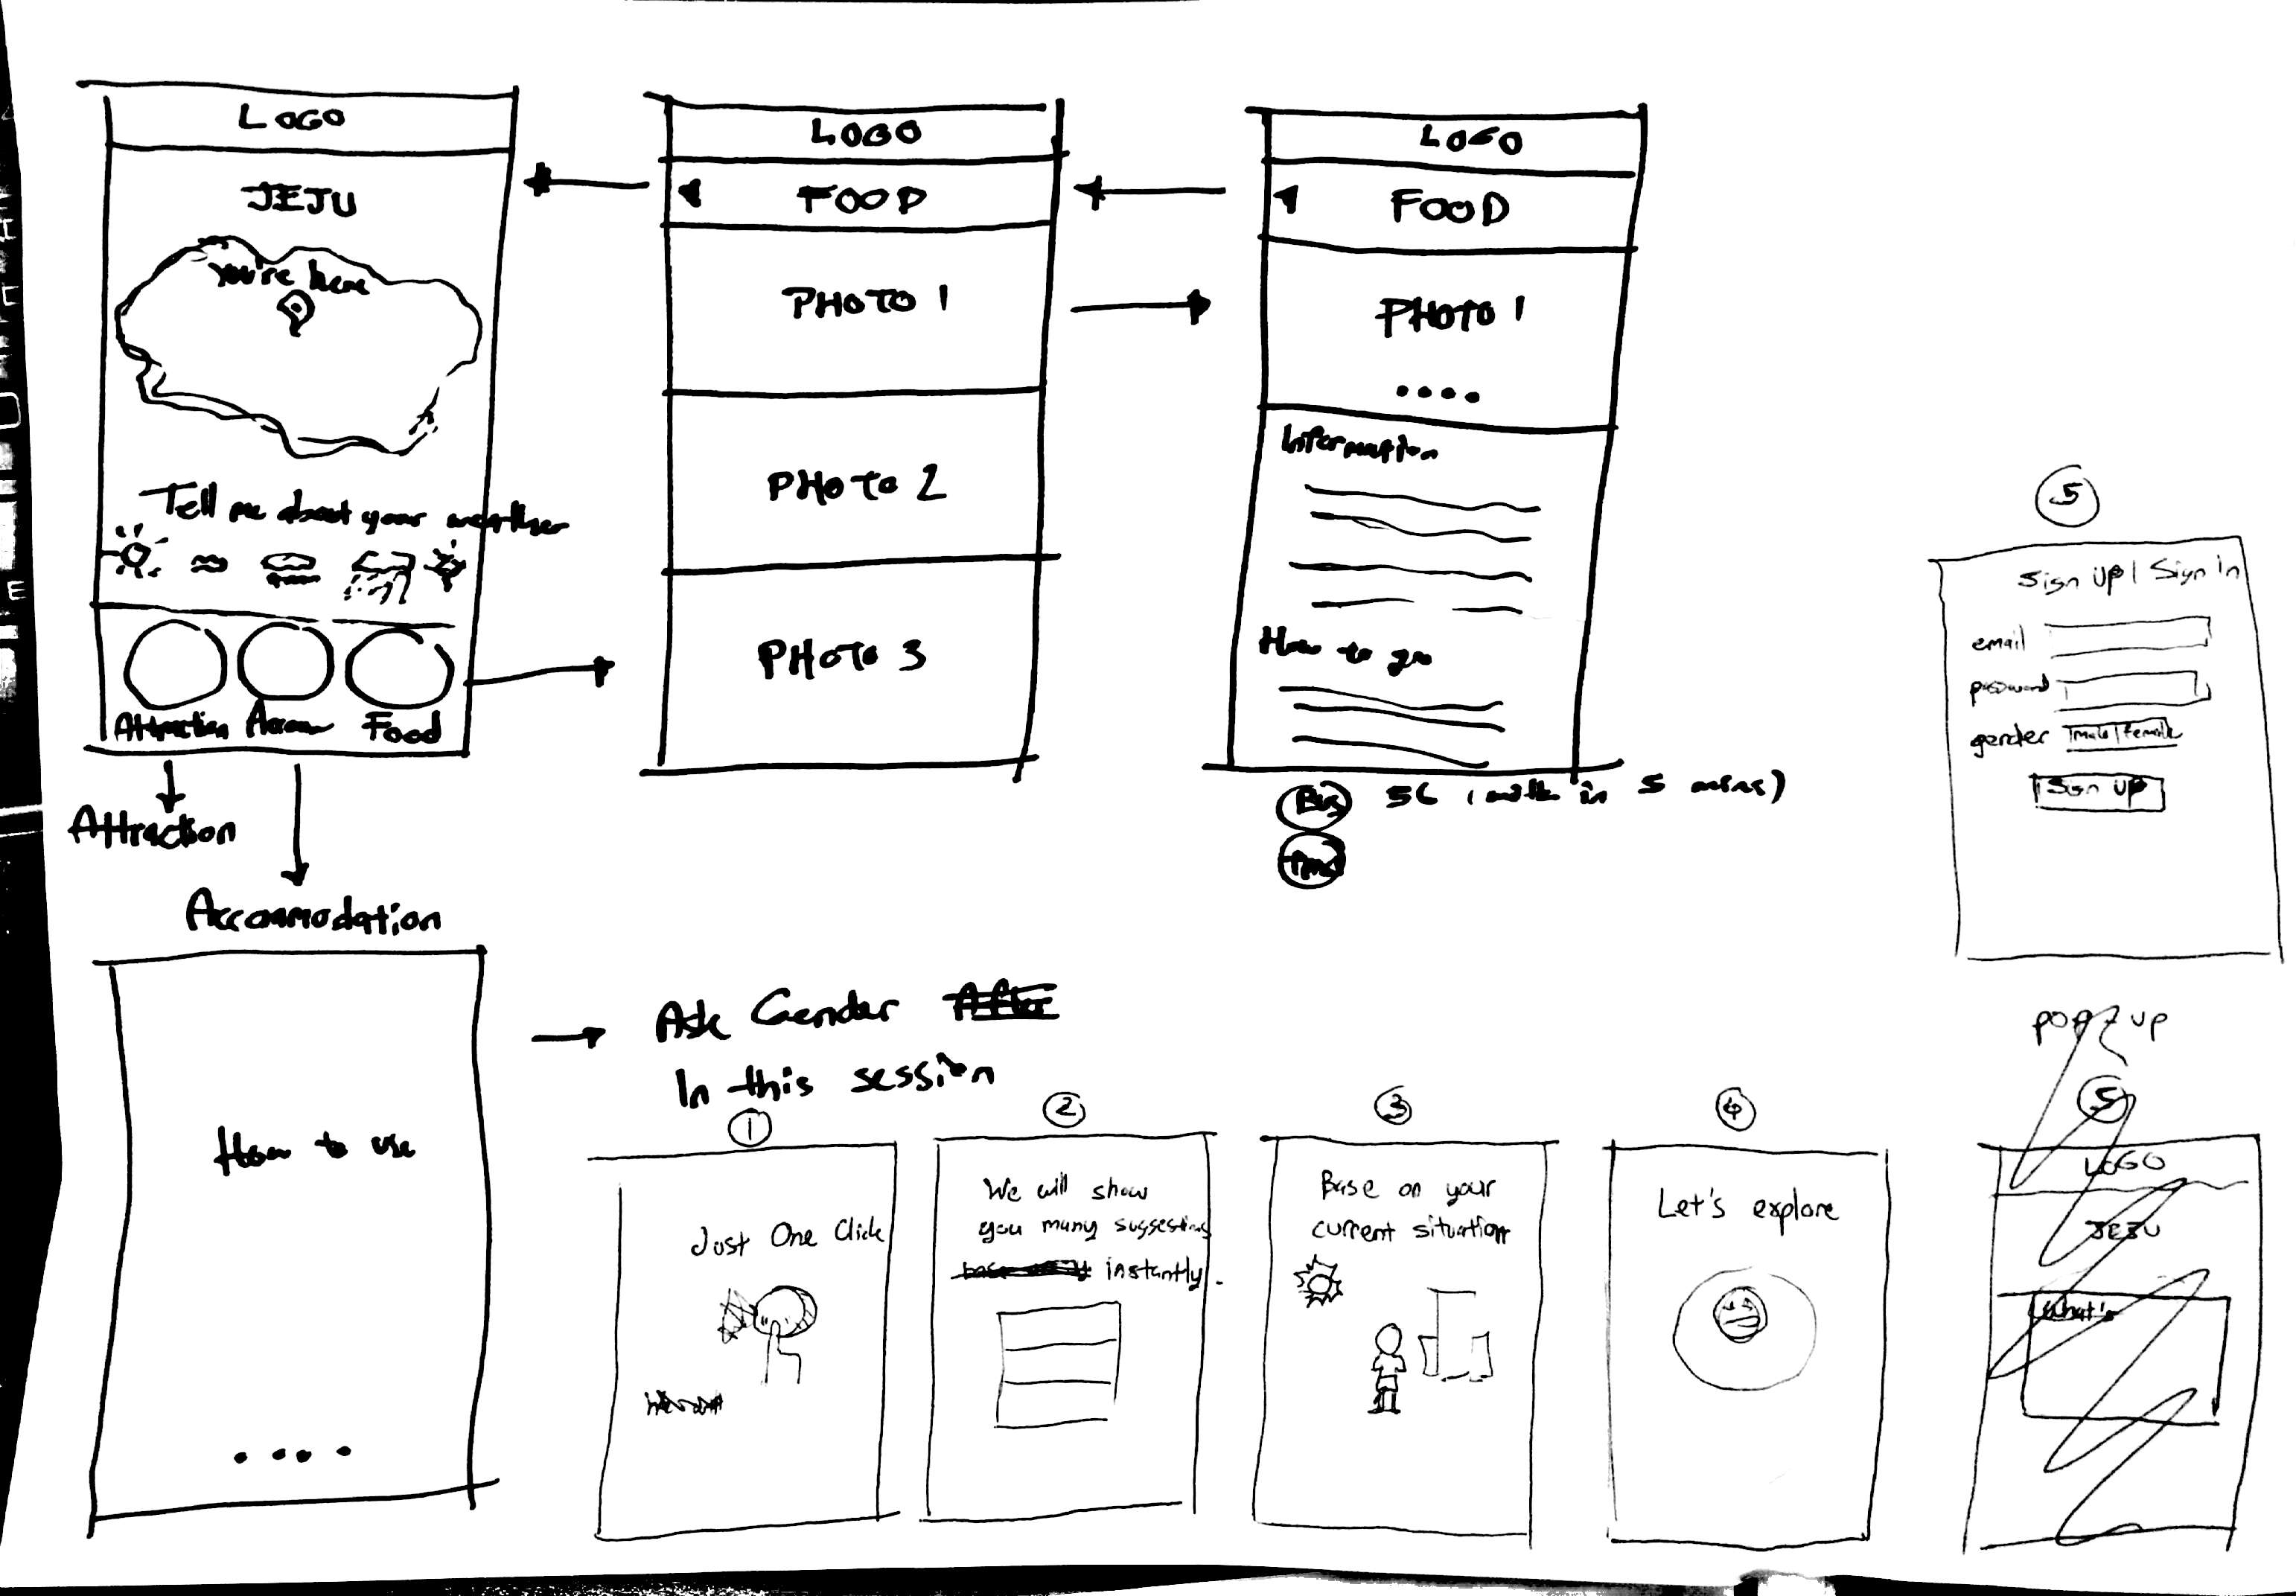 LOGO
JEJU
You're here
Tell me about your weather
Attraction Accom Food
Attraction
Accommodation
LOGO
FOOD
PHOTO 1
PHOTO 2
PHOTO 3
LOGO
FOOD
PHOTO 1
Information
How to go
Bus 56 (with in 5 mins)
5
Sign up | Sign in
email
password
gender male | female
Sign up
How to use
Ask Gender
In this session
1
Just One Click
2
We will show
you many suggestions
instantly.
3
Base on your
current situation
4
Let's explore
pop up
5
LOGO
JEJU
What's